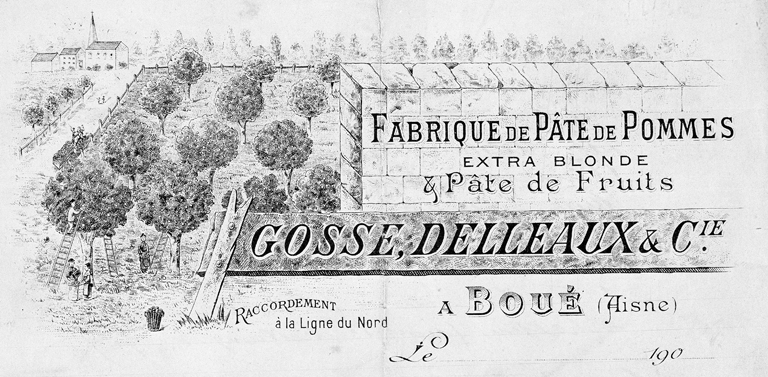 FABRIQUE DE PÂTE DE POMMES
EXTRA BLONDE
& Pâte de Fruits
GOSSE, DELLEAUX & CIE.
RACCORDEMENT
à la Ligne du Nord
A BOUÉ (Aisne)
Le 190